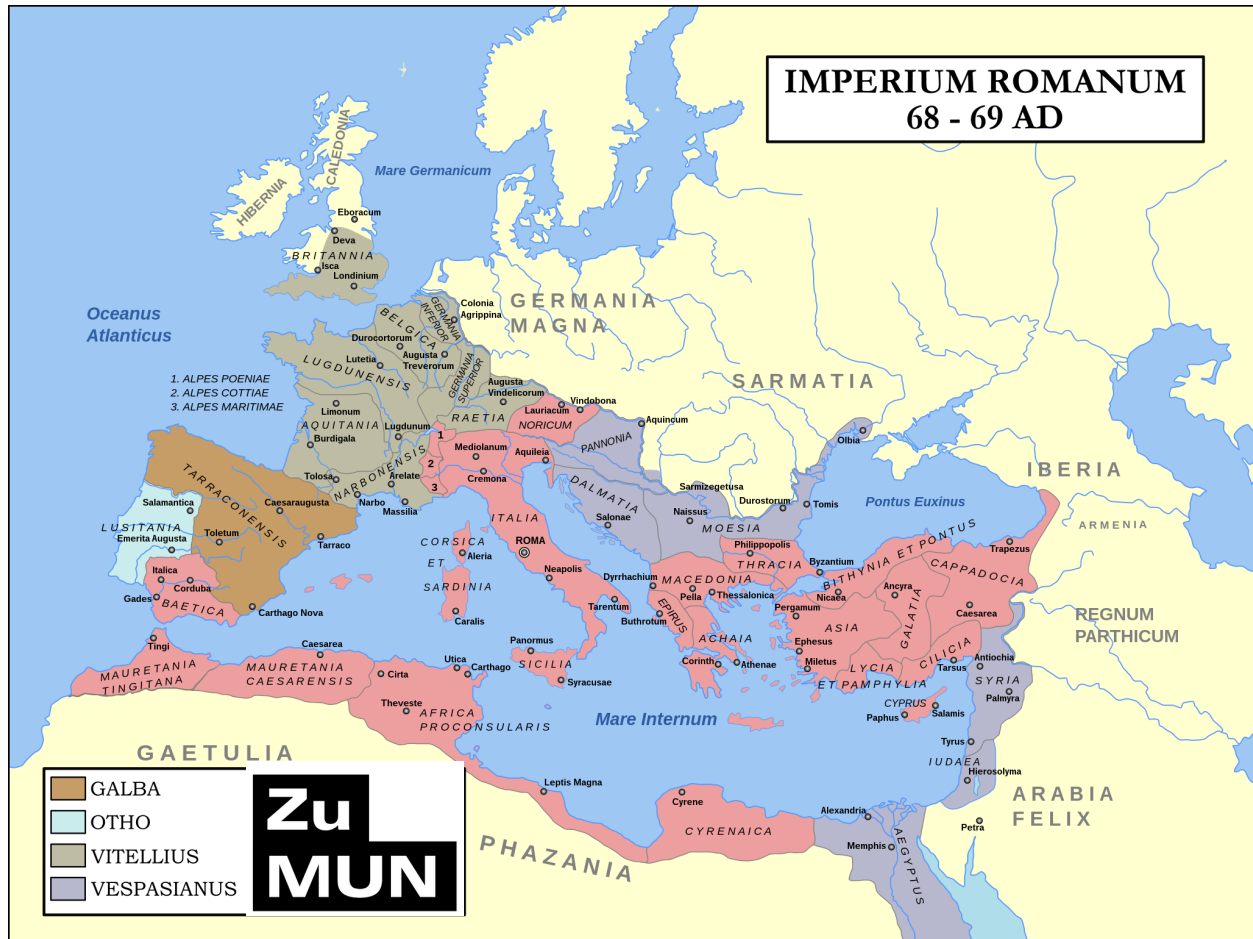 IMPERIUM ROMANUM
68 - 69 AD
CALEDONIA
HIBERNIA
Mare Germanicum
Eboracum
Deva
BRITANNIA
Isca
Londinium
Oceanus
Atlanticus
GERMANIA
MAGNA
Colonia
Agrippina
GERMANIA
INFERIOR
BELGICA
Durocortorum
Augusta
Treverorum
Lutetia
LUGDUNENSIS
GERMANIA
SUPERIOR
SARMATIA
1. ALPES POENIAE
2. ALPES COTTIAE
3. ALPES MARITIMAE
Augusta
Vindelicorum
Vindobona
Lauriacum
NORICUM
RAETIA
Limonum
AQUITANIA
Burdigala
Lugdunum
1
2
3
Aquincum
PANNONIA
Olbia
Mediolanum
Aquileia
Cremona
NARBONENSIS
Tolosa
Arelate
Narbo
Massilia
IBERIA
TARRACONENSIS
Salamantica
Caesaraugusta
LUSITANIA
Emerita Augusta
Toletum
Tarraco
DALMATIA
Salonae
Sarmizegetusa
Naissus
MOESIA
Durostorum
Tomis
Pontus Euxinus
ARMENIA
ITALIA
ROMA
CORSICA
ET
SARDINIA
Aleria
Caralis
Neapolis
Tarentum
Philippopolis
THRACIA
Byzantium
BITHYNIA ET PONTUS
Trapezus
CAPPADOCIA
Nicaea
Ancyra
Caesarea
GALATIA
Dyrrhachium
MACEDONIA
Pella
Thessalonica
Buthrotum
EPIRUS
ACHAIA
Corinth
Athenae
Pergamum
ASIA
Ephesus
Miletus
LYCIA
ET PAMPHYLIA
CILICIA
Tarsus
REGNUM
PARTHICUM
Italica
Corduba
Gades
BAETICA
Carthago Nova
Tingi
MAURETANIA
TINGITANA
Caesarea
MAURETANIA
CAESARENSIS
Cirta
Utica
Carthago
Theveste
AFRICA
PROCONSULARIS
Panormus
SICILIA
Syracusae
Mare Internum
CYPRUS
Paphus
Salamis
Antiochia
SYRIA
Palmyra
Tyrus
IUDAEA
Hierosolyma
ARABIA
FELIX
Petra
GAETULIA
PHAZANIA
Leptis Magna
Cyrene
CYRENAICA
Alexandria
Memphis
AEGYPTUS
GALBA
OTHO
VITELLIUS
VESPASIANUS
Zu
MUN